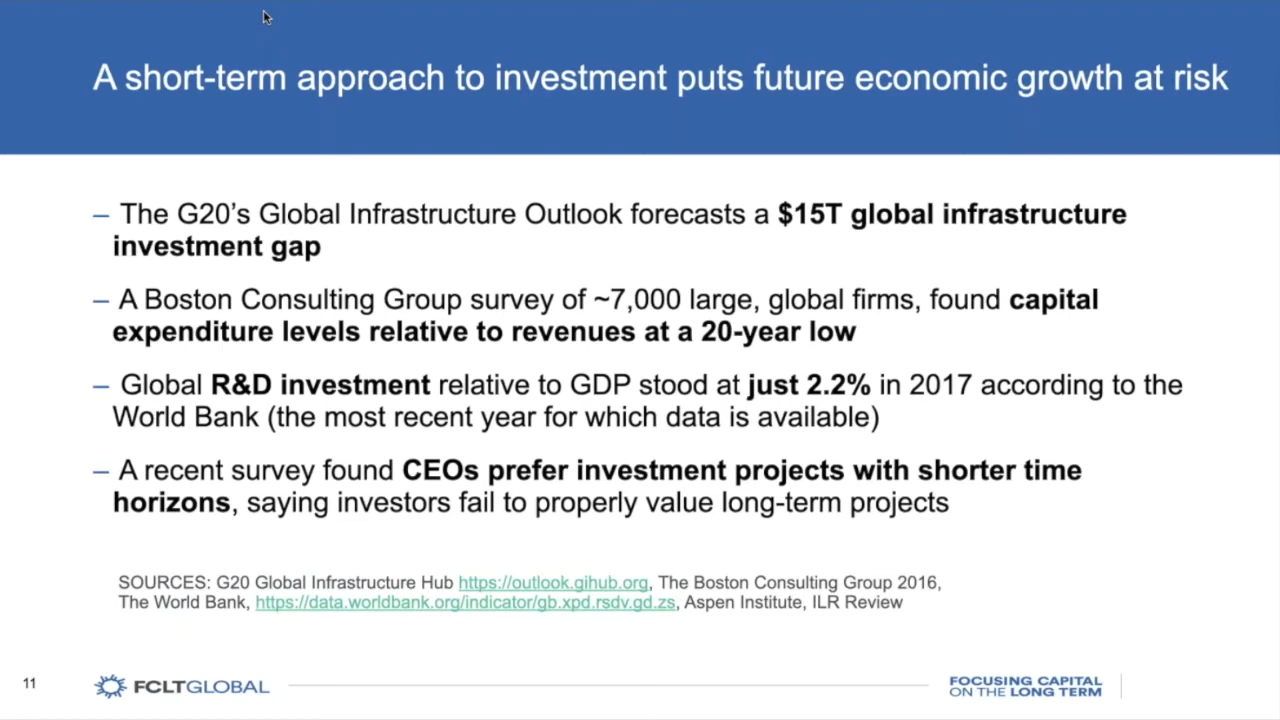 A short-term approach to investment puts future economic growth at risk
– The G20’s Global Infrastructure Outlook forecasts a $15T global infrastructure
investment gap
– A Boston Consulting Group survey of ~7,000 large, global firms, found capital
expenditure levels relative to revenues at a 20-year low
– Global R&D investment relative to GDP stood at just 2.2% in 2017 according to the
World Bank (the most recent year for which data is available)
– A recent survey found CEOs prefer investment projects with shorter time
horizons, saying investors fail to properly value long-term projects
SOURCES: G20 Global Infrastructure Hub https://outlook.gihub.org, The Boston Consulting Group 2016,
The World Bank, https://data.worldbank.org/indicator/gb.xpd.rsdv.gd.zs, Aspen Institute, ILR Review
11
FCLTGLOBAL
FOCUSING CAPITAL
ON THE LONG TERM